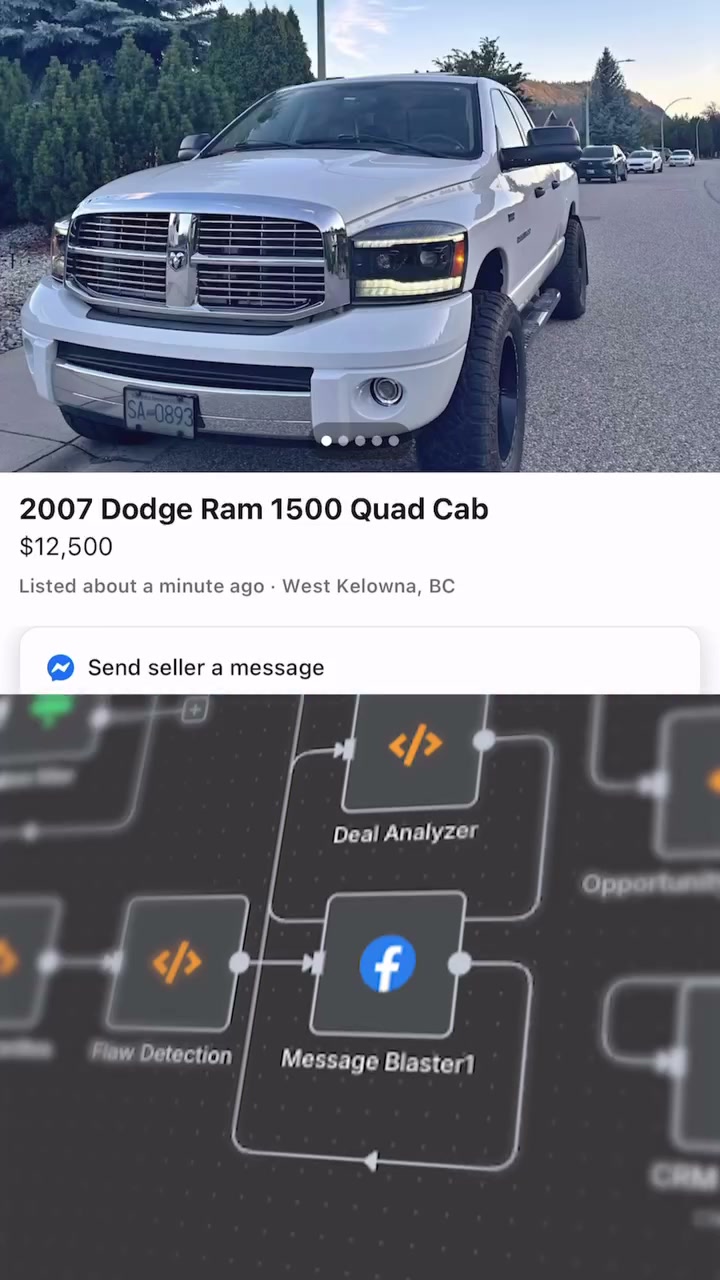 SA-0893
2007 Dodge Ram 1500 Quad Cab
$12,500
Listed about a minute ago · West Kelowna, BC
Send seller a message
Deal Analyzer
Flaw Detection
Message Blaster1
CRM